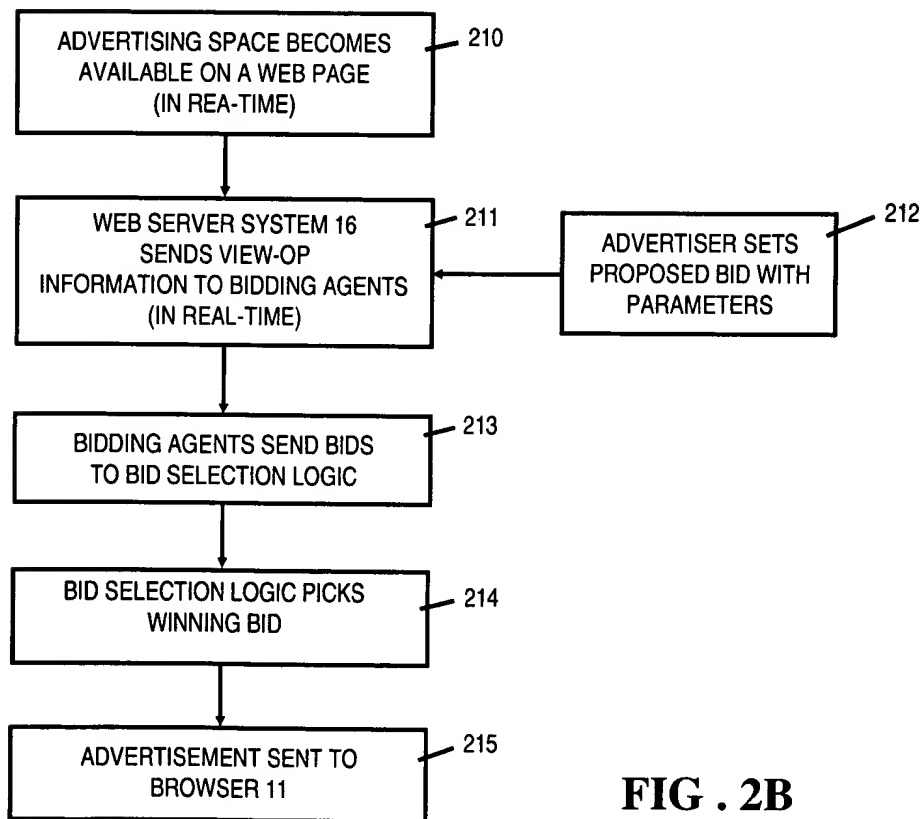 ADVERTISING SPACE BECOMES
AVAILABLE ON A WEB PAGE
(IN REA-TIME)
210
WEB SERVER SYSTEM 16
SENDS VIEW-OP
INFORMATION TO BIDDING AGENTS
(IN REAL-TIME)
211
ADVERTISER SETS
PROPOSED BID WITH
PARAMETERS
212
BIDDING AGENTS SEND BIDS
TO BID SELECTION LOGIC
213
BID SELECTION LOGIC PICKS
WINNING BID
214
ADVERTISEMENT SENT TO
BROWSER 11
215
FIG . 2B